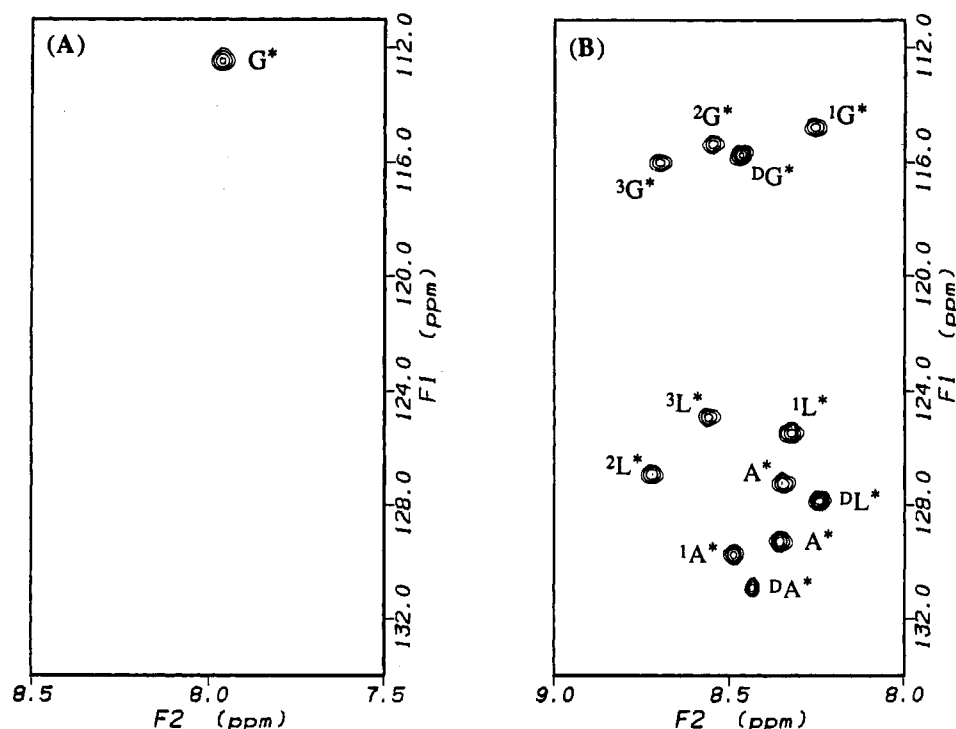 (A)
G*
112.0
116.0
120.0
124.0
128.0
132.0
F1 (ppm)
8.5
8.0
7.5
F2 (ppm)
(B)
²G*
¹G*
³G*
ᴰG*
³L*
¹L*
²L*
A*
ᴰL*
¹A*
A*
ᴰA*
112.0
116.0
120.0
124.0
128.0
132.0
F1 (ppm)
9.0
8.5
8.0
F2 (ppm)